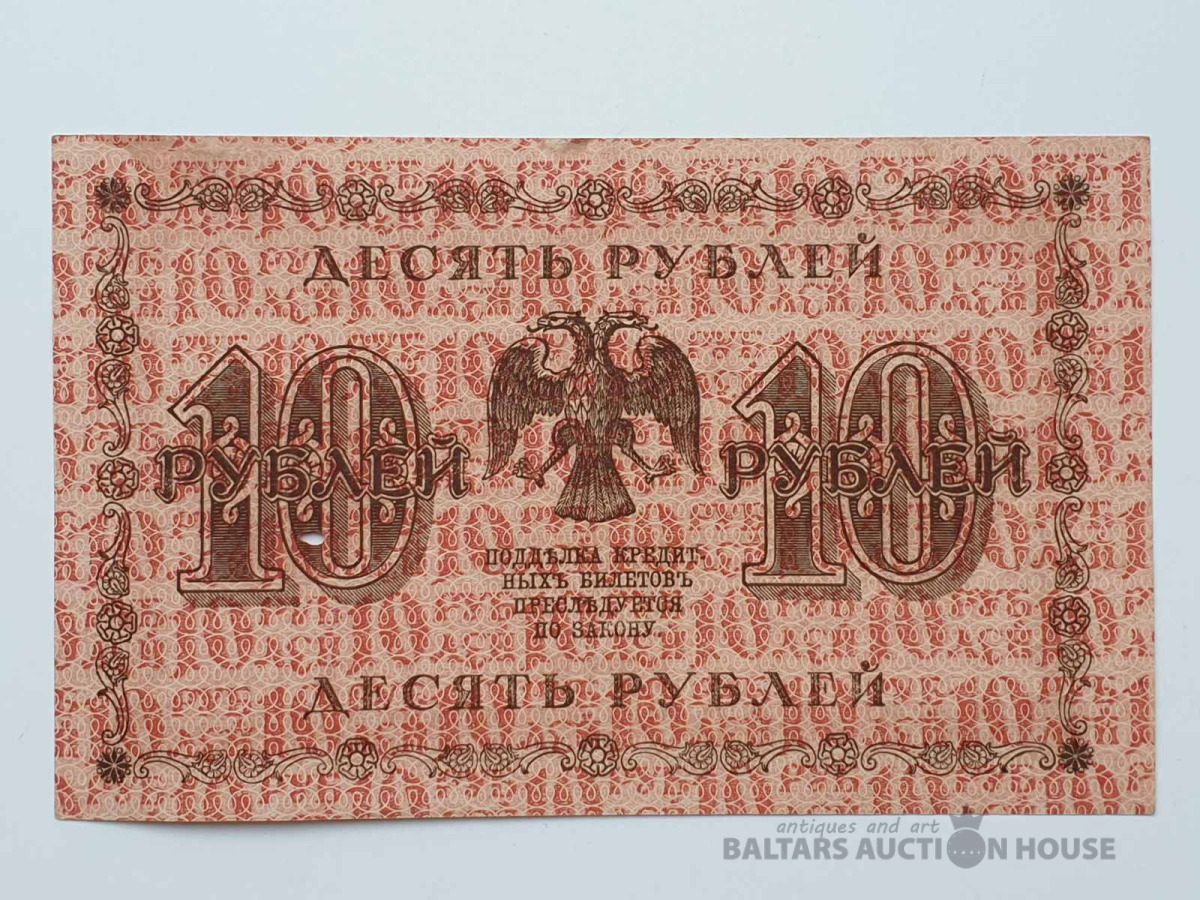 ДЕСЯТЬ РУБЛЕЙ
10 10
РУБЛЕЙ РУБЛЕЙ
ПОДДѢЛКА КРЕДИТ-
НЫХЪ БИЛЕТОВЪ
ПРЕСЛѢДУЕТСЯ
ПО ЗАКОНУ.
ДЕСЯТЬ РУБЛЕЙ
antiques and art
BALTARS AUCTION HOUSE